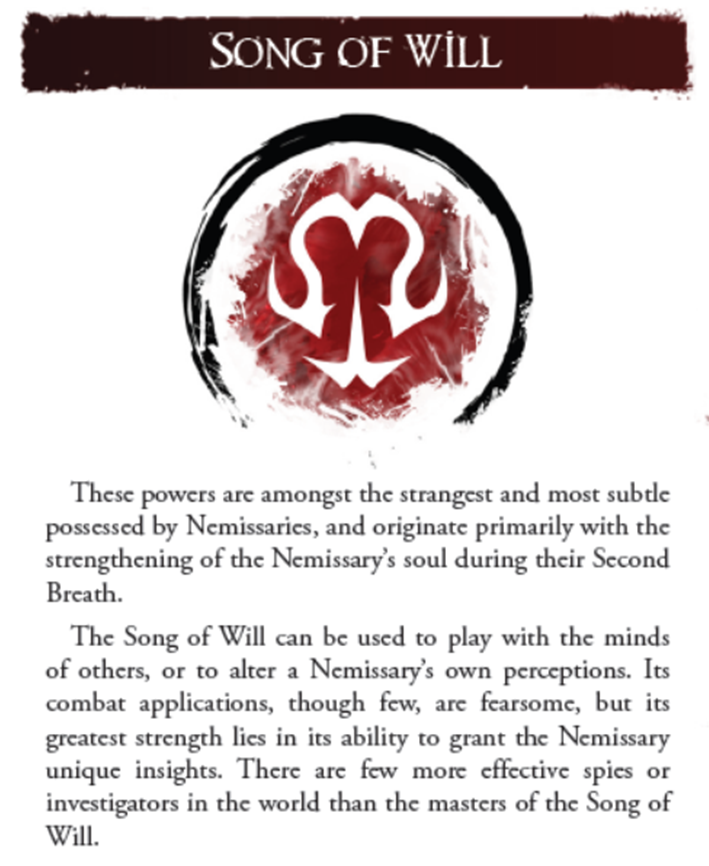 Song of Will
These powers are amongst the strangest and most subtle
possessed by Nemissaries, and originate primarily with the
strengthening of the Nemissary's soul during their Second
Breath.
The Song of Will can be used to play with the minds
of others, or to alter a Nemissary's own perceptions. Its
combat applications, though few, are fearsome, but its
greatest strength lies in its ability to grant the Nemissary
unique insights. There are few more effective spies or
investigators in the world than the masters of the Song of
Will.